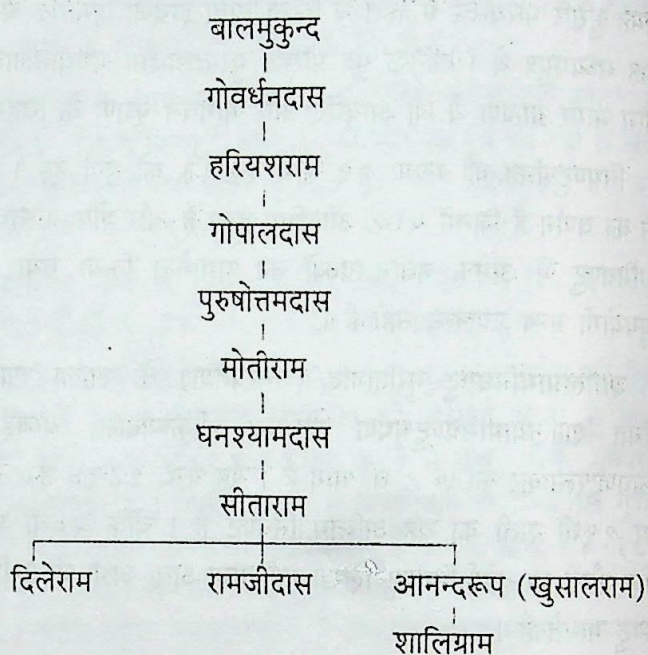 बालमुकुन्द
गोवर्धनदास
हरियशराम
गोपालदास
पुरुषोत्तमदास
मोतीराम
घनश्यामदास
सीताराम
दिलेराम रामजीदास आनन्दरूप (खुसालराम)
शालिग्राम